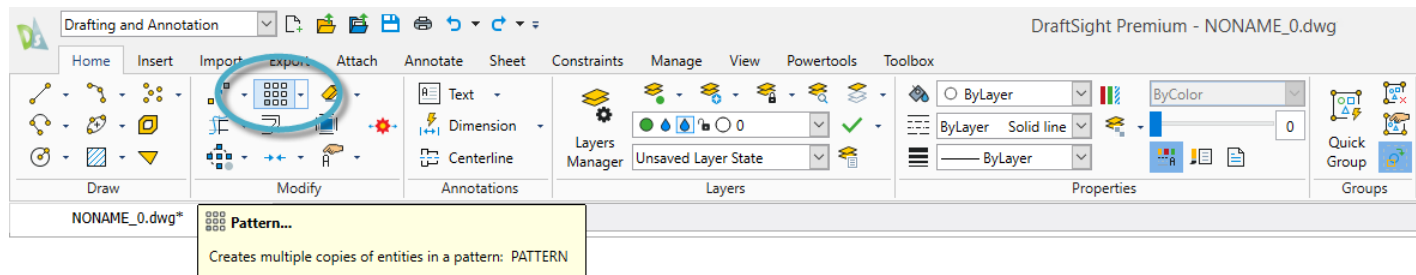 Drafting and Annotation
DraftSight Premium - NONAME_0.dwg
Home Insert Import Export Attach Annotate Sheet Constraints Manage View Powertools Toolbox
Text
ByLayer
ByColor
Dimension
0
ByLayer Solid line
0
Layers
Manager
Quick
Group
Centerline
Unsaved Layer State
ByLayer
Draw Modify Annotations Layers Properties Groups
NONAME_0.dwg*
Pattern...
Creates multiple copies of entities in a pattern: PATTERN